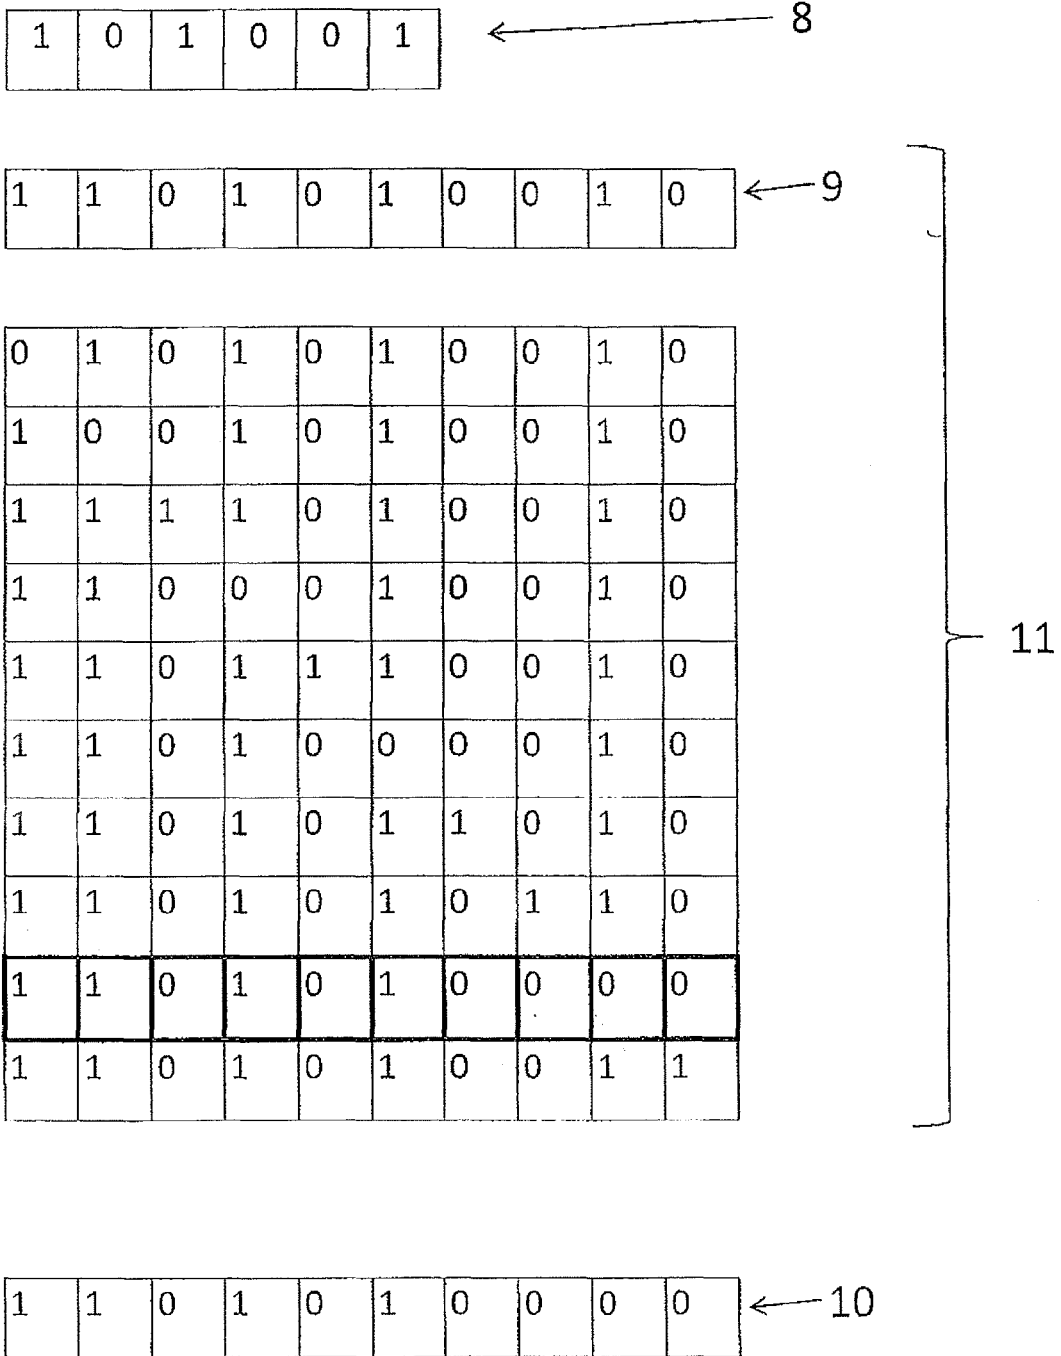 1 0 1 0 0 1 8
1 1 0 1 0 1 0 0 1 0 9
0 1 0 1 0 1 0 0 1 0
1 0 0 1 0 1 0 0 1 0
1 1 1 1 0 1 0 0 1 0
1 1 0 0 0 1 0 0 1 0
11
1 1 0 1 1 1 0 0 1 0
1 1 0 1 0 0 0 0 1 0
1 1 0 1 0 1 1 0 1 0
1 1 0 1 0 1 0 1 1 0
1 1 0 1 0 1 0 0 0 0
1 1 0 1 0 1 0 0 1 1
1 1 0 1 0 1 0 0 0 0 10